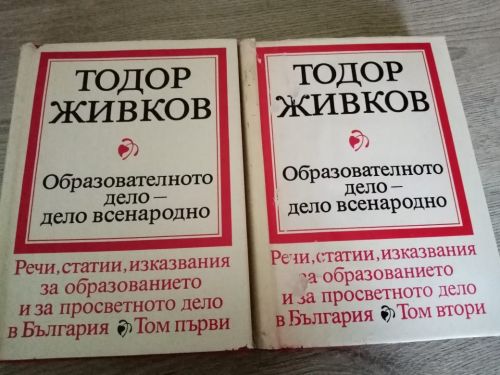 ТОДОР
ЖИВКОВ
Образователното
дело –
дело всенародно
Речи, статии, изказвания
за образованието
и за просветното дело
в България Том първи
ТОДОР
ЖИВКОВ
Образователното
дело –
дело всенародно
Речи, статии, изказвания
за образованието
и за просветното дело
в България Том втори